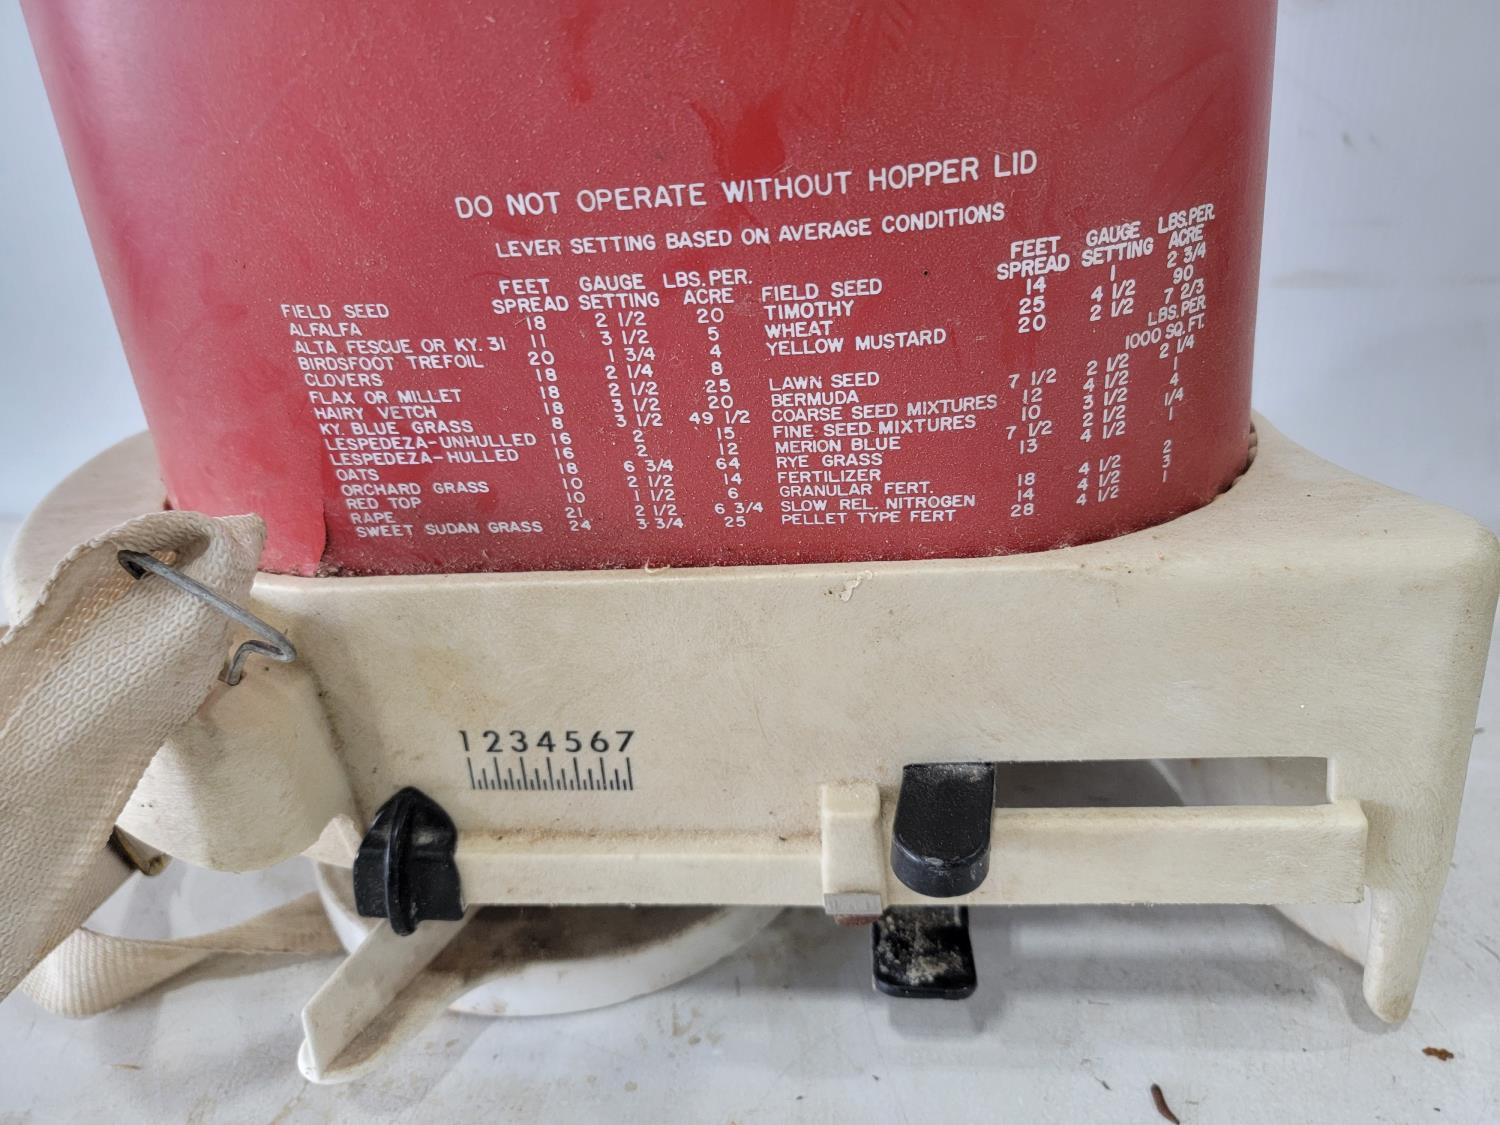 DO NOT OPERATE WITHOUT HOPPER LID
LEVER SETTING BASED ON AVERAGE CONDITIONS
FEET GAUGE LBS. PER.
FIELD SEED SPREAD SETTING ACRE
ALFALFA 18 2 1/2 20
ALTA FESCUE OR KY. 31 11 3 1/2 5
BIRDSFOOT TREFOIL 20 1 3/4 4
CLOVERS 18 2 1/4 8
FLAX OR MILLET 18 2 1/2 25
HAIRY VETCH 18 3 1/2 20
KY. BLUE GRASS 8 3 1/2 49 1/2
LESPEDEZA-UNHULLED 16 2 15
LESPEDEZA-HULLED 16 2 12
OATS 18 6 3/4 64
ORCHARD GRASS 10 2 1/2 14
RED TOP 10 1 1/2 6
RAPE 21 2 1/2 6 3/4
SWEET SUDAN GRASS 24 3 3/4 25
FEET GAUGE LBS. PER.
FIELD SEED SPREAD SETTING ACRE
TIMOTHY 14 1 2 3/4
WHEAT 25 4 1/2 90
YELLOW MUSTARD 20 2 1/2 7 2/3
LBS. PER.
1000 SQ. FT.
LAWN SEED
BERMUDA 7 1/2 2 1/2 2 1/4
COARSE SEED MIXTURES 12 4 1/2 1
FINE SEED MIXTURES 10 3 1/2 4
MERION BLUE 7 1/2 2 1/2 1/4
RYE GRASS 13 4 1/2 1
FERTILIZER
GRANULAR FERT. 18 4 1/2 2
SLOW REL. NITROGEN 14 4 1/2 3
PELLET TYPE FERT 28 4 1/2 1
1 2 3 4 5 6 7